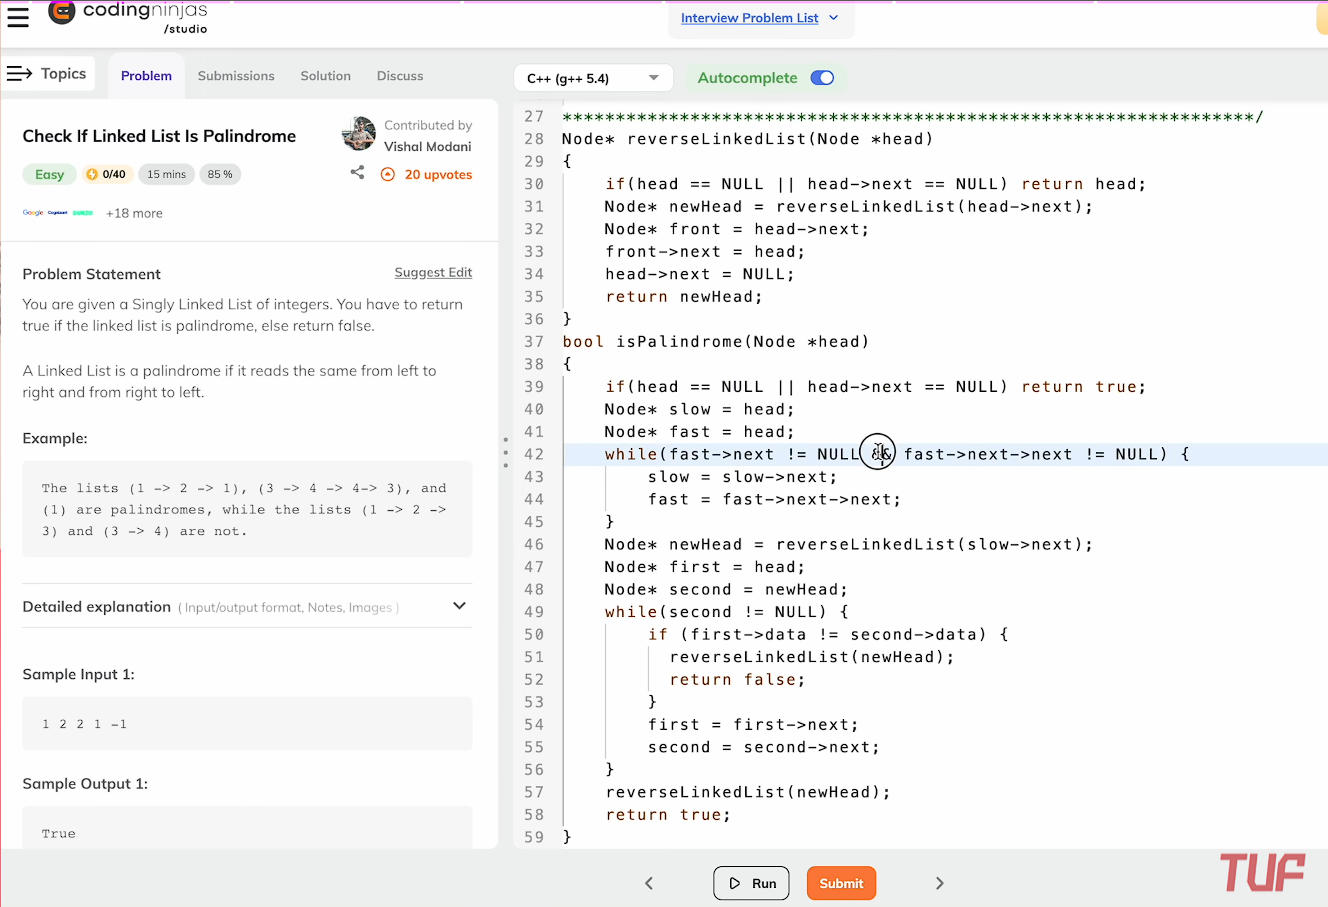 codingninjas
/studio
Interview Problem List
Topics
Problem
Submissions
Solution
Discuss
C++ (g++ 5.4)
Autocomplete
Check If Linked List Is Palindrome
Contributed by
Vishal Modani
Easy
0/40
15 mins
85 %
20 upvotes
Google
Cognizant
+18 more
Problem Statement
Suggest Edit
You are given a Singly Linked List of integers. You have to return
true if the linked list is palindrome, else return false.
A Linked List is a palindrome if it reads the same from left to
right and from right to left.
Example:
The lists (1 -> 2 -> 1), (3 -> 4 -> 4-> 3), and
(1) are palindromes, while the lists (1 -> 2 ->
3) and (3 -> 4) are not.
Detailed explanation ( Input/output format, Notes, Images )
Sample Input 1:
1 2 2 1 -1
Sample Output 1:
True
27 *****************************************************************/
28 Node* reverseLinkedList(Node *head)
29 {
30 if(head == NULL || head->next == NULL) return head;
31 Node* newHead = reverseLinkedList(head->next);
32 Node* front = head->next;
33 front->next = head;
34 head->next = NULL;
35 return newHead;
36 }
37 bool isPalindrome(Node *head)
38 {
39 if(head == NULL || head->next == NULL) return true;
40 Node* slow = head;
41 Node* fast = head;
42 while(fast->next != NULL && fast->next->next != NULL) {
43 slow = slow->next;
44 fast = fast->next->next;
45 }
46 Node* newHead = reverseLinkedList(slow->next);
47 Node* first = head;
48 Node* second = newHead;
49 while(second != NULL) {
50 if (first->data != second->data) {
51 reverseLinkedList(newHead);
52 return false;
53 }
54 first = first->next;
55 second = second->next;
56 }
57 reverseLinkedList(newHead);
58 return true;
59 }
Run
Submit
TUF